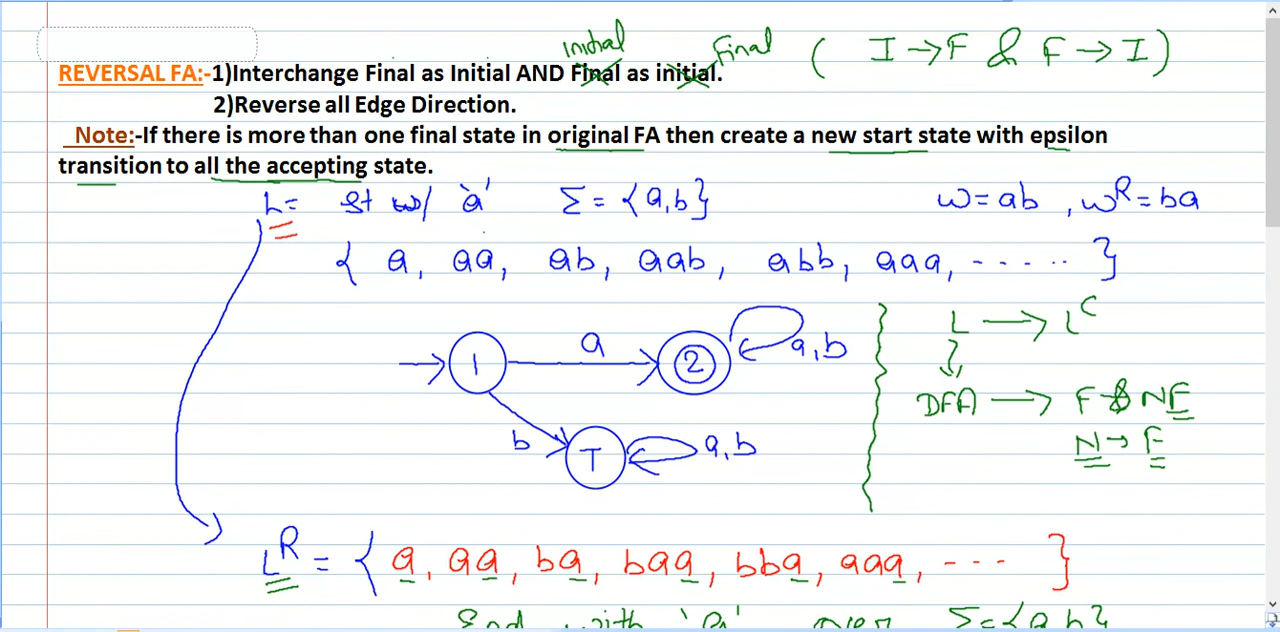 Initial Final ( I → F & F → I )
REVERSAL FA:-1)Interchange Final as Initial AND Final as initial.
2)Reverse all Edge Direction.
Note:-If there is more than one final state in original FA then create a new start state with epsilon
transition to all the accepting state.
L= st w/ 'a' Σ = {a,b} w=ab , w^R = ba
{ a, aa, ab, aab, abb, aaa, ...... }
L → L^C
a
1 2 a,b
DFA → F & NF
b T a,b
N → F
L^R = { a, aa, ba, baa, bba, aaa, --- }
End with 'a' over Σ={a,b}